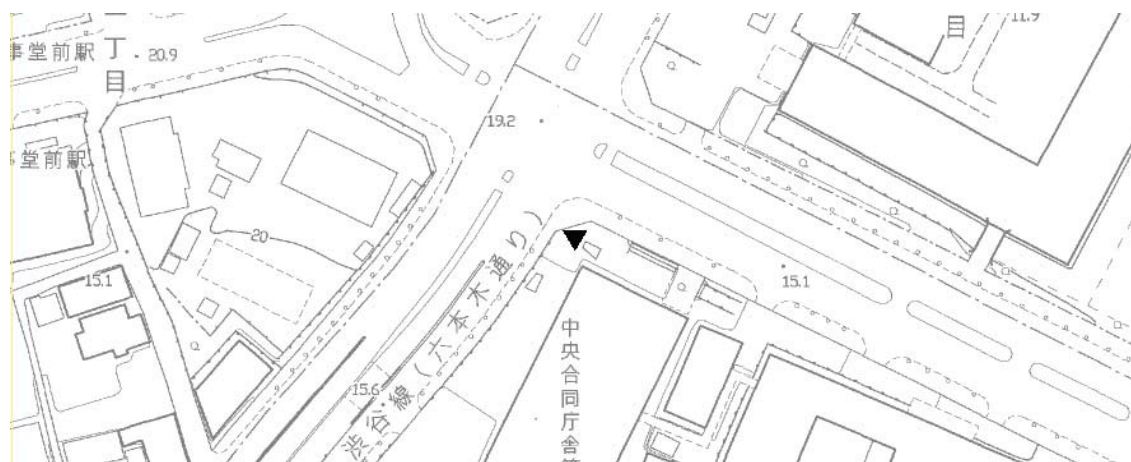 丁目
事堂前駅
20.9
目
11.9
19.2
堂前駅
20
15.1
15.1
15.6
渋谷線(六本木通り)
中央合同庁舎第